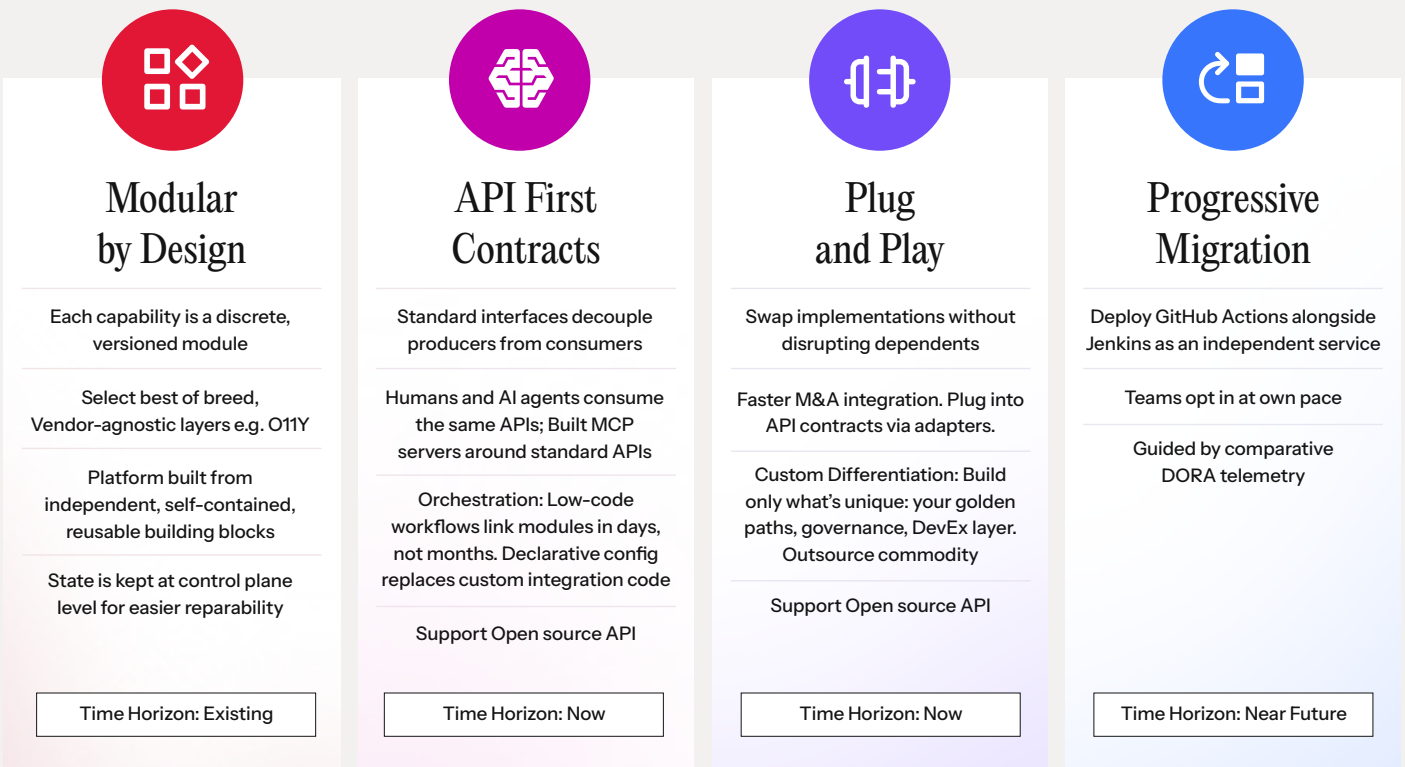 Modular
by Design
Each capability is a discrete,
versioned module
Select best of breed,
Vendor-agnostic layers e.g. O11Y
Platform built from
independent, self-contained,
reusable building blocks
State is kept at control plane
level for easier reparability
Time Horizon: Existing
API First
Contracts
Standard interfaces decouple
producers from consumers
Humans and AI agents consume
the same APIs; Built MCP
servers around standard APIs
Orchestration: Low-code
workflows link modules in days,
not months. Declarative config
replaces custom integration code
Support Open source API
Time Horizon: Now
Plug
and Play
Swap implementations without
disrupting dependents
Faster M&A integration. Plug into
API contracts via adapters.
Custom Differentiation: Build
only what’s unique: your golden
paths, governance, DevEx layer.
Outsource commodity
Support Open source API
Time Horizon: Now
Progressive
Migration
Deploy GitHub Actions alongside
Jenkins as an independent service
Teams opt in at own pace
Guided by comparative
DORA telemetry
Time Horizon: Near Future